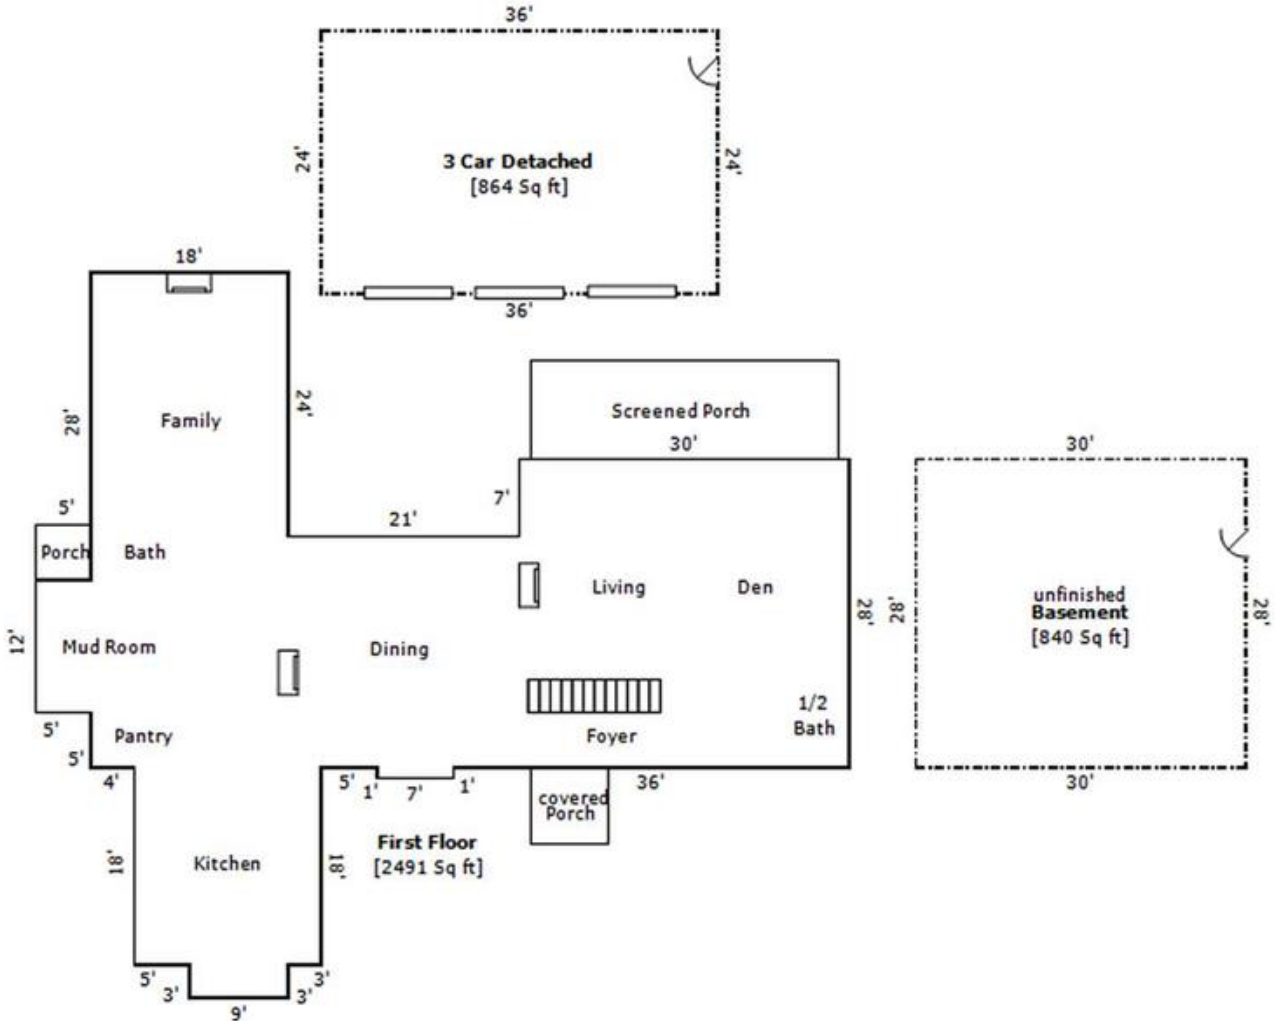 36'
24'
3 Car Detached
[864 Sq ft]
24'
36'
18'
28'
Family
24'
Screened Porch
30'
30'
7'
21'
5'
Porch
Bath
Living
Den
28'
28'
unfinished
Basement
[840 Sq ft]
28'
12'
Mud Room
Dining
1/2
Bath
5'
5'
Pantry
Foyer
4'
5'
1'
7'
1'
36'
30'
covered
Porch
First Floor
[2491 Sq ft]
18'
Kitchen
18'
5'
3'
9'
3'
3'